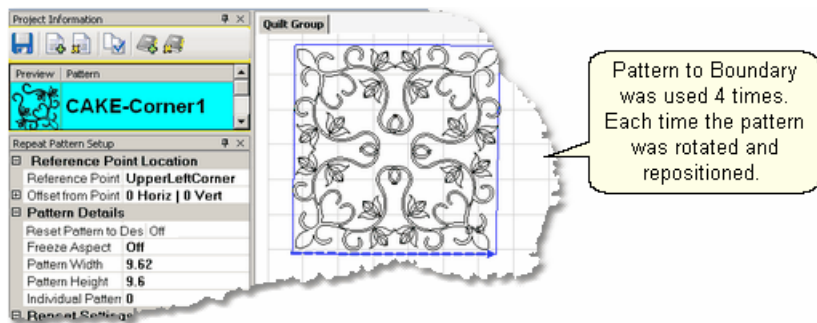 Project Information
Quilt Group
Preview Pattern
CAKE-Corner1
Repeat Pattern Setup
Reference Point Location
Reference Point UpperLeftCorner
Offset from Point 0 Horiz | 0 Vert
Pattern Details
Reset Pattern to Des Off
Freeze Aspect Off
Pattern Width 9.62
Pattern Height 9.6
Individual Pattern 0
Repeat Settings
Pattern to Boundary
was used 4 times.
Each time the pattern
was rotated and
repositioned.